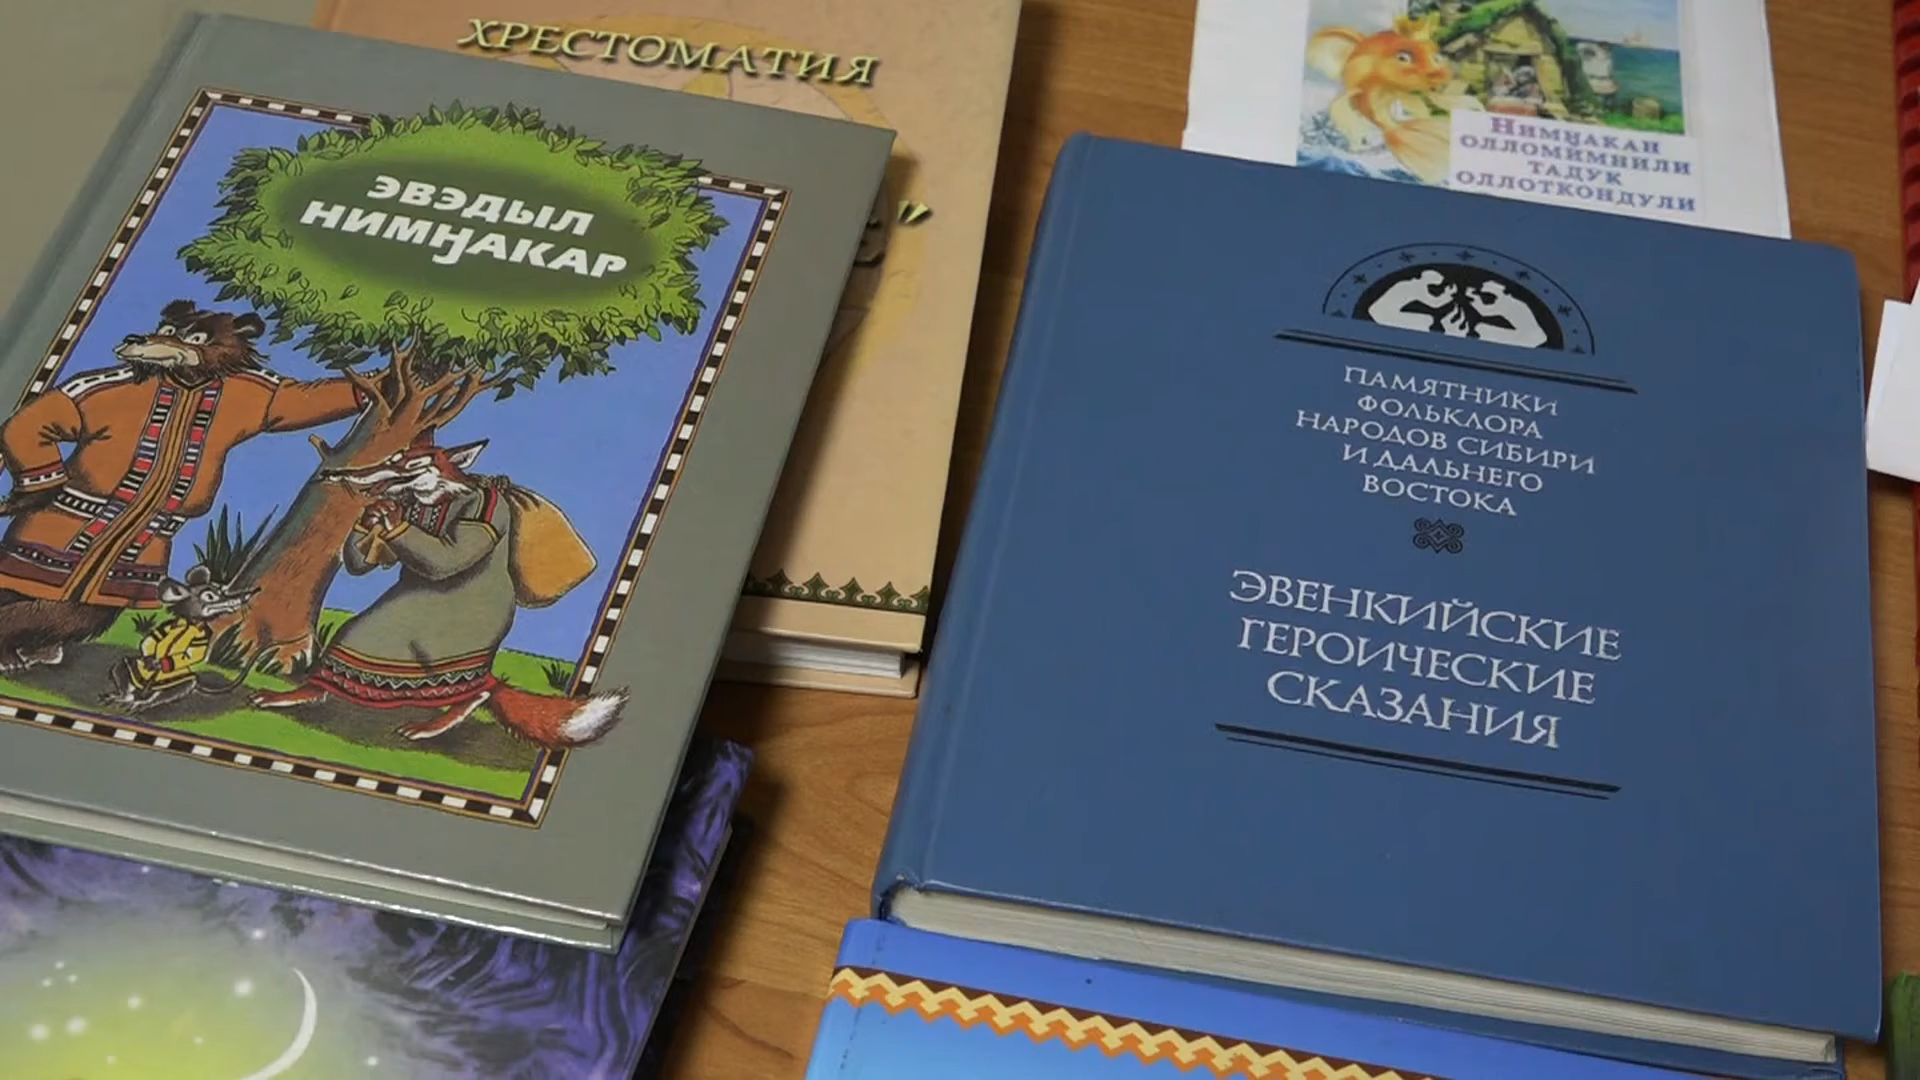 ХРЕСТОМАТИЯ
"
ЭВЭДЫЛ
НИМӈАКАР
Нимӈакан
олломимнили
тадук
оллоткондули
ПАМЯТНИКИ
ФОЛЬКЛОРА
НАРОДОВ СИБИРИ
И ДАЛЬНЕГО
ВОСТОКА
ЭВЕНКИЙСКИЕ
ГЕРОИЧЕСКИЕ
СКАЗАНИЯ